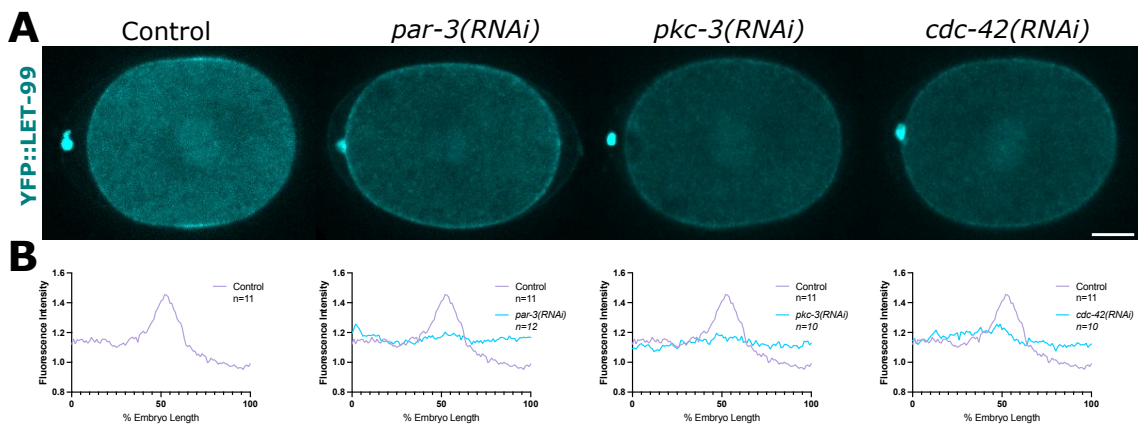 A
Control
par-3(RNAi)
pkc-3(RNAi)
cdc-42(RNAi)
YFP::LET-99
B
Fluorescence Intensity
1.6
1.4
1.2
1.0
0.8
0
50
100
% Embryo Length
Control
n=11
Fluorescence Intensity
1.6
1.4
1.2
1.0
0.8
0
50
100
% Embryo Length
Control
n=11
par-3(RNAi)
n=12
Fluorescence Intensity
1.6
1.4
1.2
1.0
0.8
0
50
100
% Embryo Length
Control
n=11
pkc-3(RNAi)
n=10
Fluorescence Intensity
1.6
1.4
1.2
1.0
0.8
0
50
100
% Embryo Length
Control
n=11
cdc-42(RNAi)
n=10